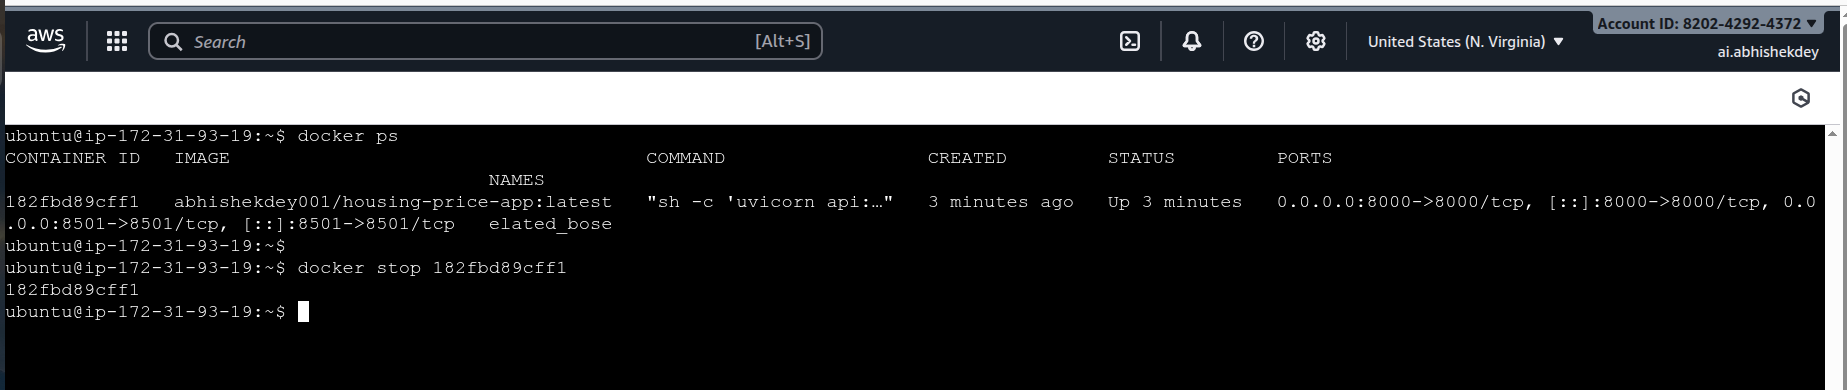 aws
Search [Alt+S]
United States (N. Virginia) ▼
Account ID: 8202-4292-4372 ▼
ai.abhishekdey
ubuntu@ip-172-31-93-19:~$ docker ps
CONTAINER ID   IMAGE   COMMAND   CREATED   STATUS   PORTS
NAMES
182fbd89cff1   abhishekdey001/housing-price-app:latest   "sh -c 'uvicorn api:…"   3 minutes ago   Up 3 minutes   0.0.0.0:8000->8000/tcp, [::]:8000->8000/tcp, 0.0
.0.0:8501->8501/tcp, [::]:8501->8501/tcp   elated_bose
ubuntu@ip-172-31-93-19:~$
ubuntu@ip-172-31-93-19:~$ docker stop 182fbd89cff1
182fbd89cff1
ubuntu@ip-172-31-93-19:~$